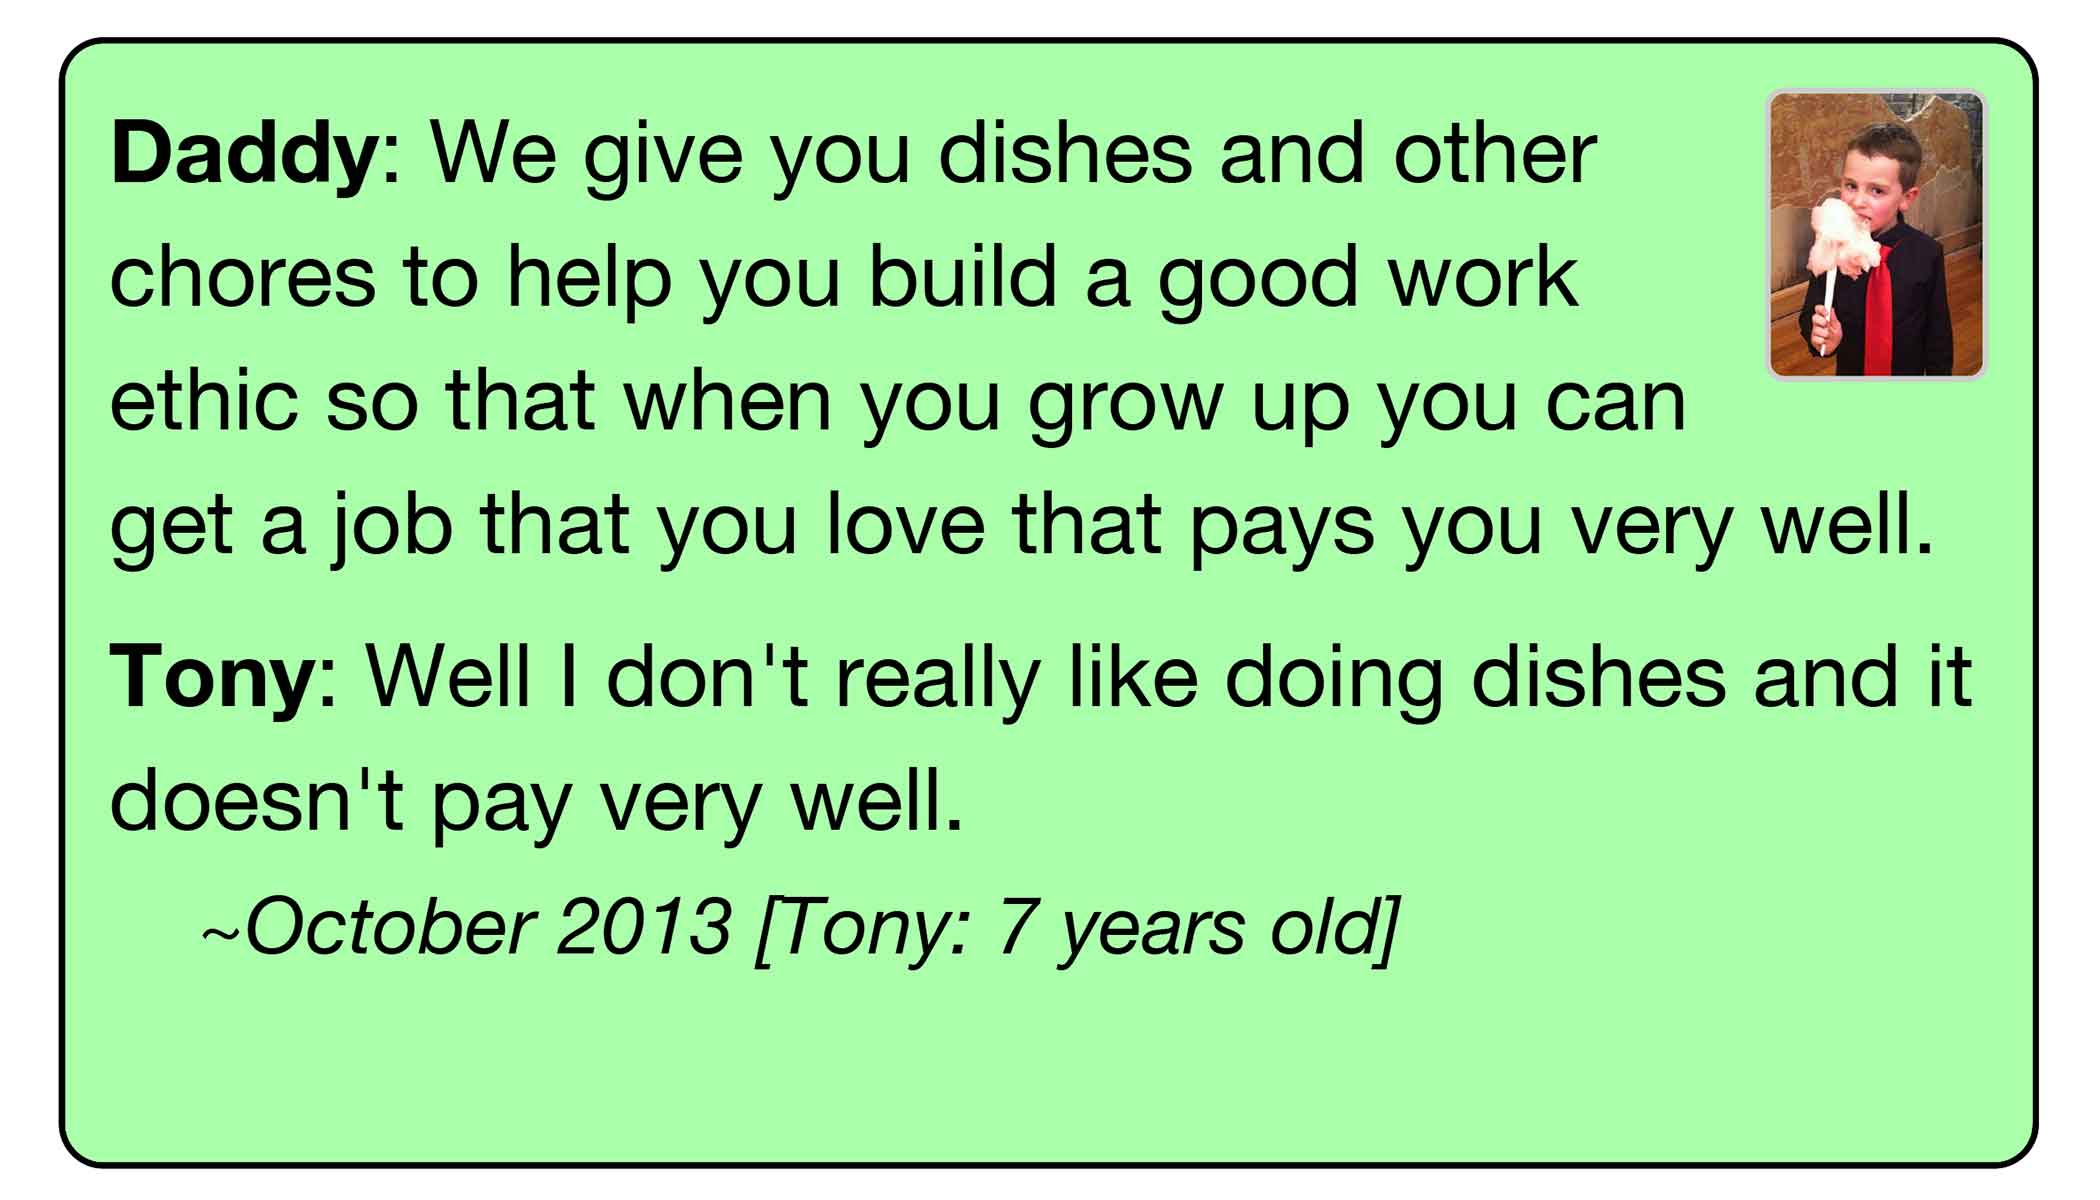 Daddy: We give you dishes and other
chores to help you build a good work
ethic so that when you grow up you can
get a job that you love that pays you very well.
Tony: Well I don't really like doing dishes and it
doesn't pay very well.
~October 2013 [Tony: 7 years old]